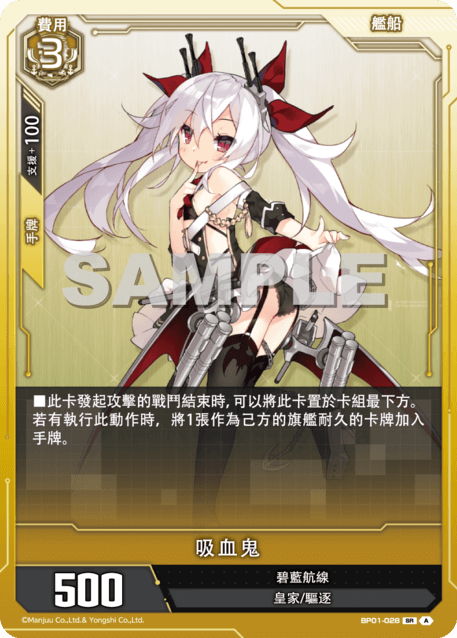 費用
艦船
3
支援+100
手牌
SAMPLE
■此卡發起攻擊的戰鬥結束時,可以將此卡置於卡組最下方。
若有執行此動作時，將1張作為己方的旗艦耐久的卡牌加入
手牌。
吸血鬼
500
碧藍航線
皇家/驅逐
©Manjuu Co.,Ltd.& Yongshi Co.,Ltd.
BP01-028 SR A